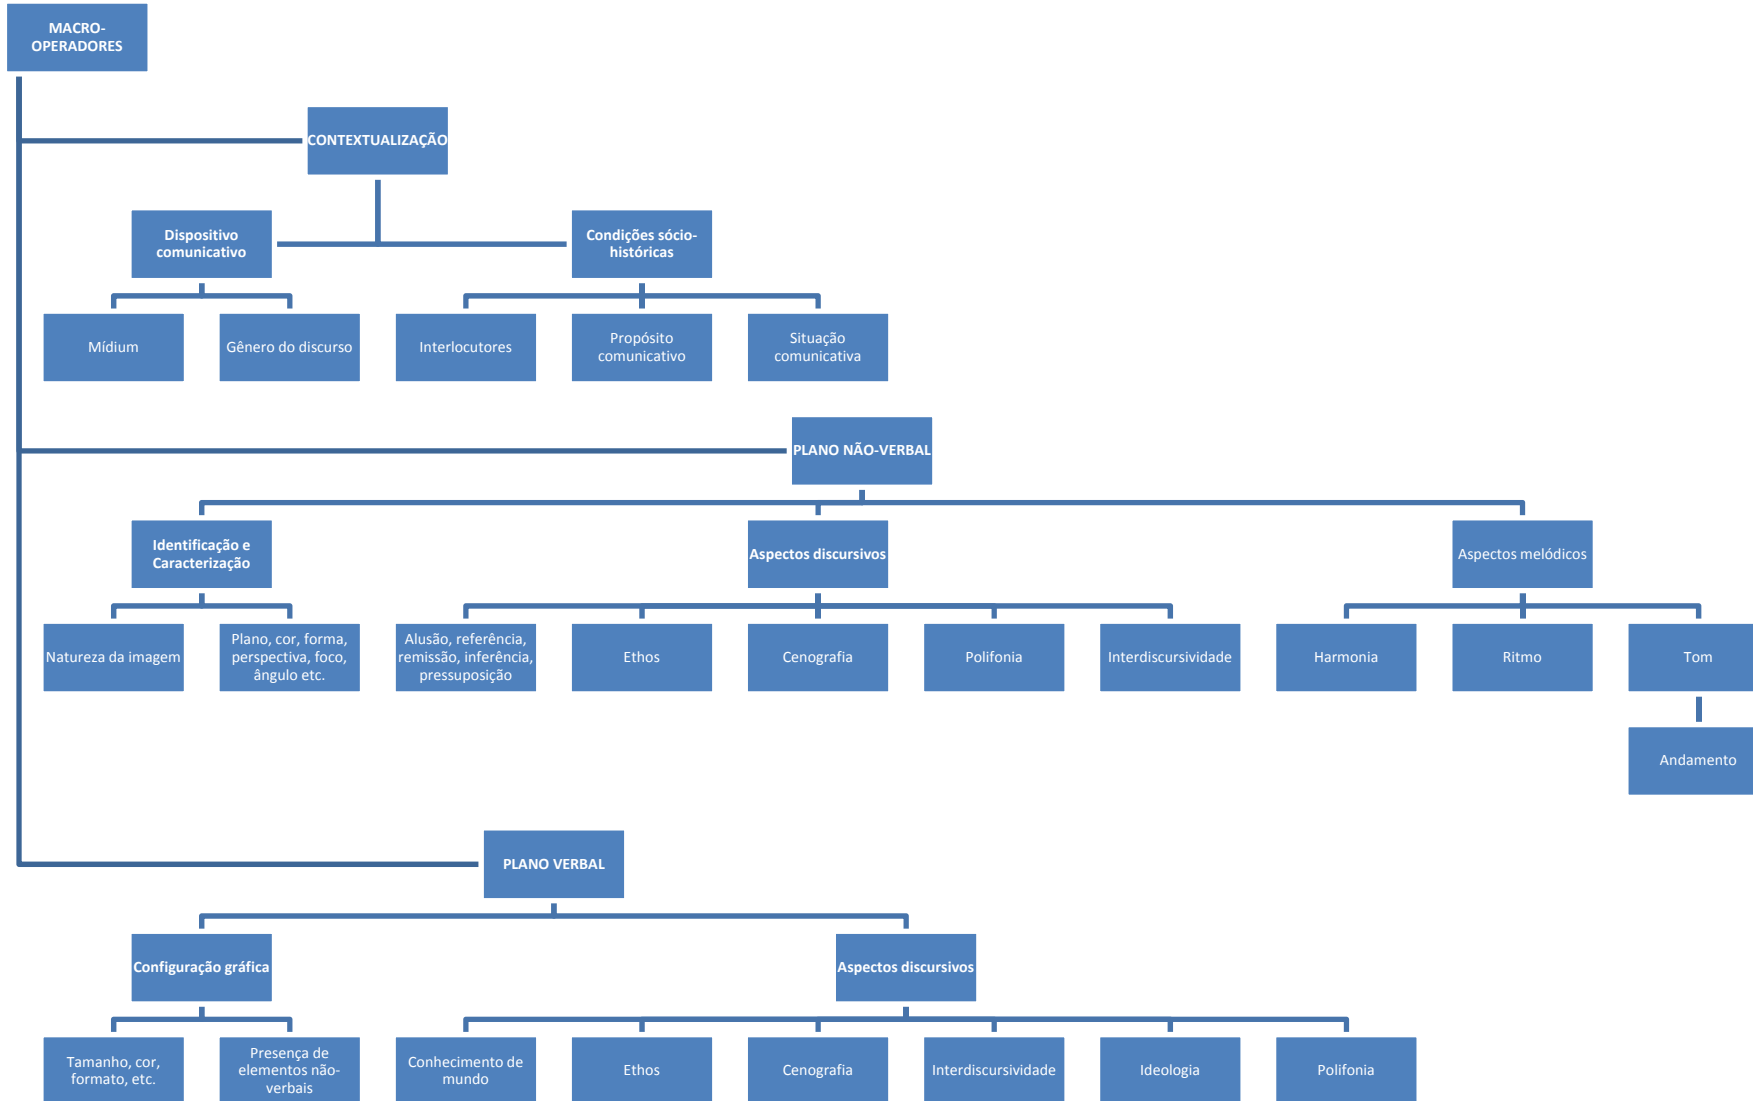 MACRO-
OPERADORES
CONTEXTUALIZAÇÃO
Dispositivo
comunicativo
Condições sócio-
históricas
Mídium
Gênero do discurso
Interlocutores
Propósito
comunicativo
Situação
comunicativa
PLANO NÃO-VERBAL
Identificação e
Caracterização
Aspectos discursivos
Aspectos melódicos
Natureza da imagem
Plano, cor, forma,
perspectiva, foco,
ângulo etc.
Alusão, referência,
remissão, inferência,
pressuposição
Ethos
Cenografia
Polifonia
Interdiscursividade
Harmonia
Ritmo
Tom
Andamento
PLANO VERBAL
Configuração gráfica
Aspectos discursivos
Tamanho, cor,
formato, etc.
Presença de
elementos não-
verbais
Conhecimento de
mundo
Ethos
Cenografia
Interdiscursividade
Ideologia
Polifonia